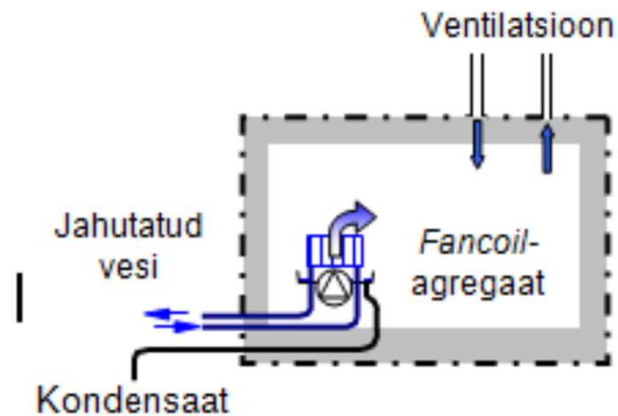 Ventilatsioon
Jahutatud
vesi
Fancoil-
agregaat
Kondensaat